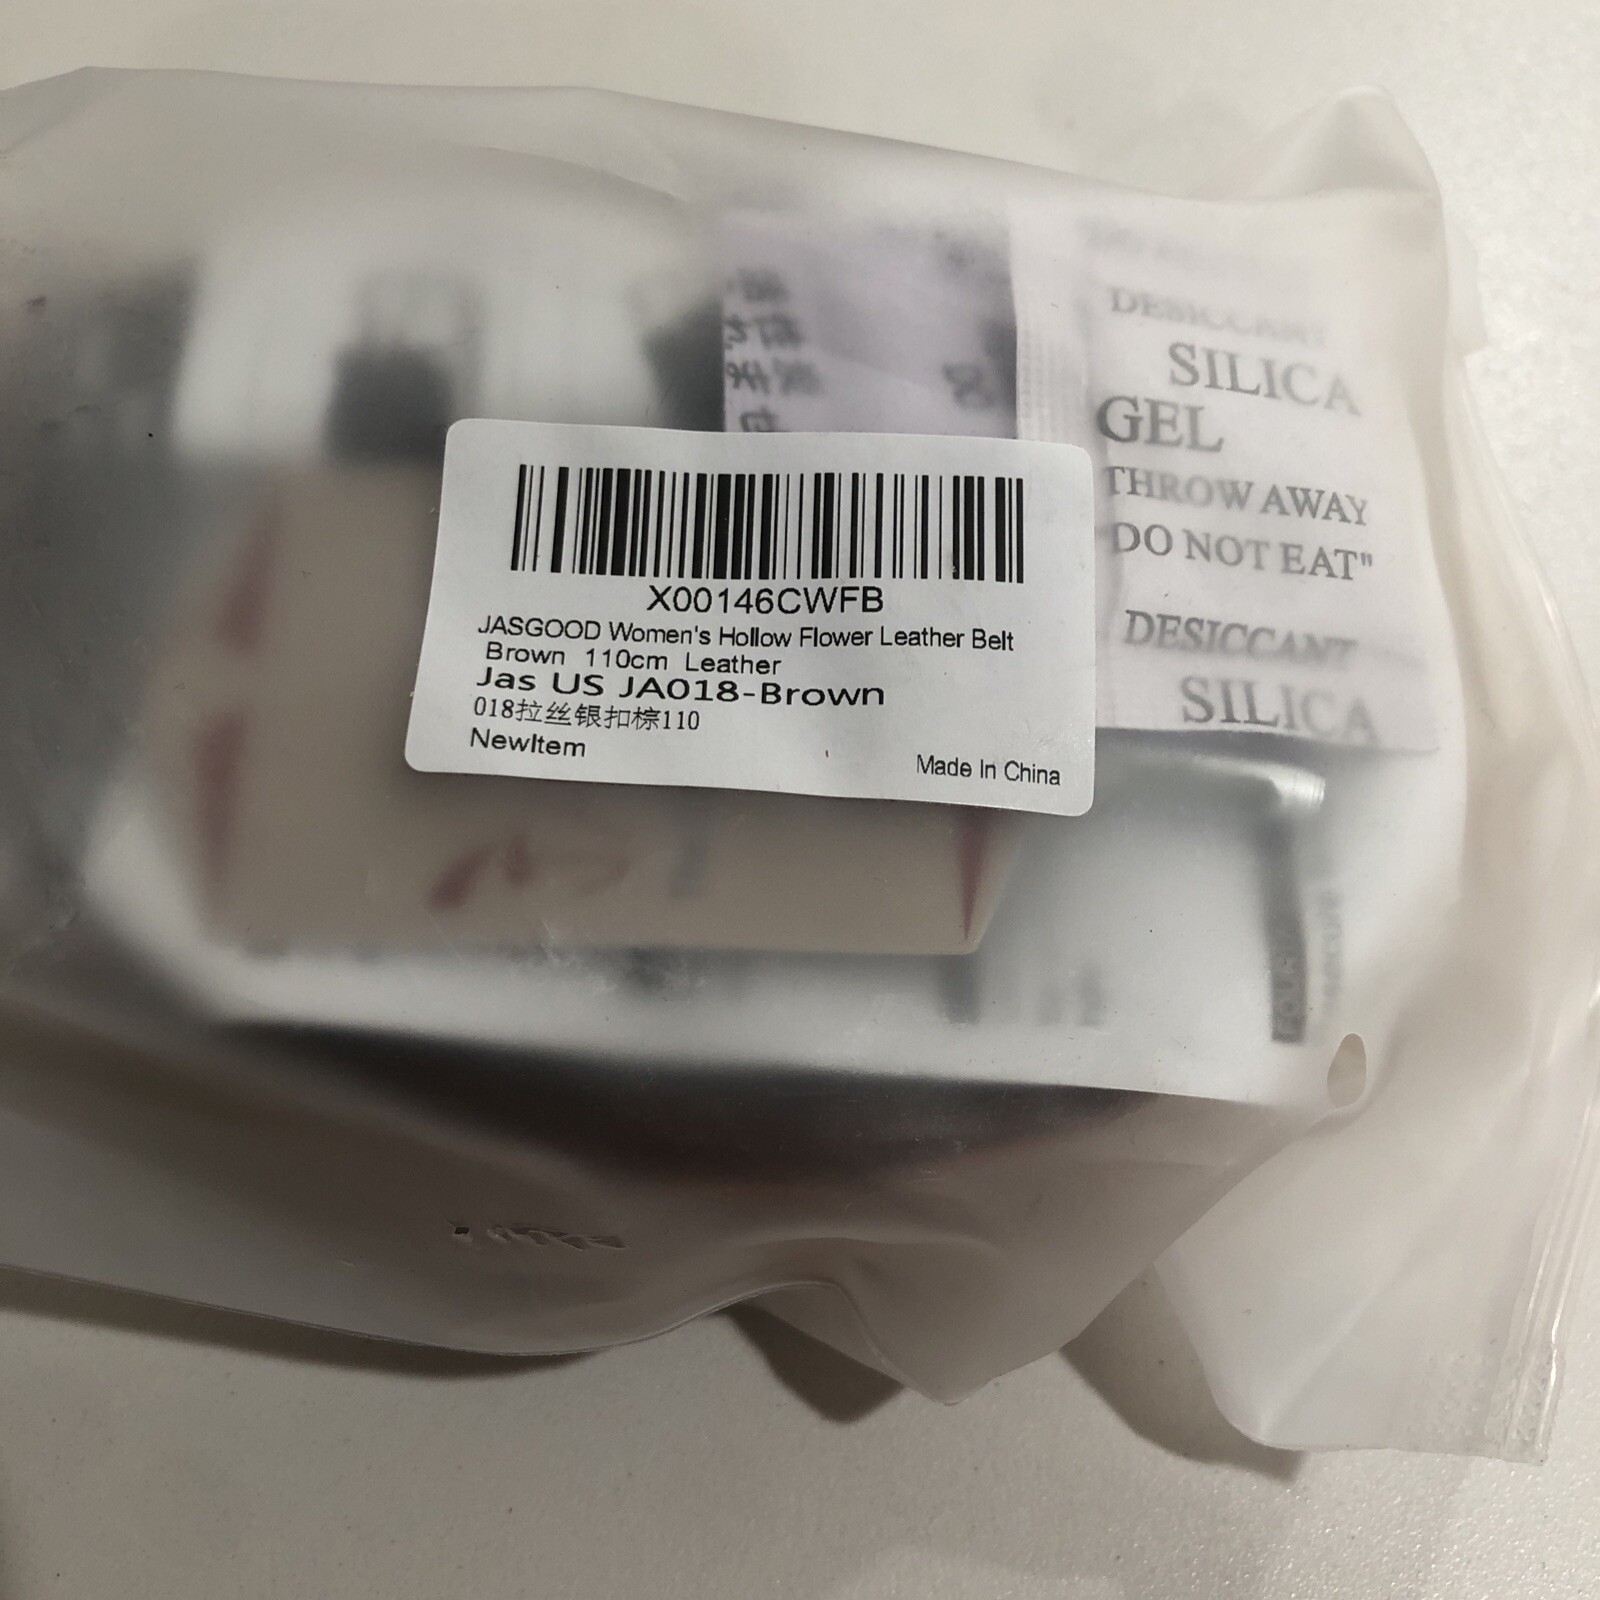 X00146CWFB
JASGOOD Women's Hollow Flower Leather Belt
Brown 110cm Leather
Jas US JA018-Brown
018拉丝银扣棕110
NewItem
Made In China
DESICCANT
SILICA
GEL
THROW AWAY
DO NOT EAT"
DESICCANT
SILICA